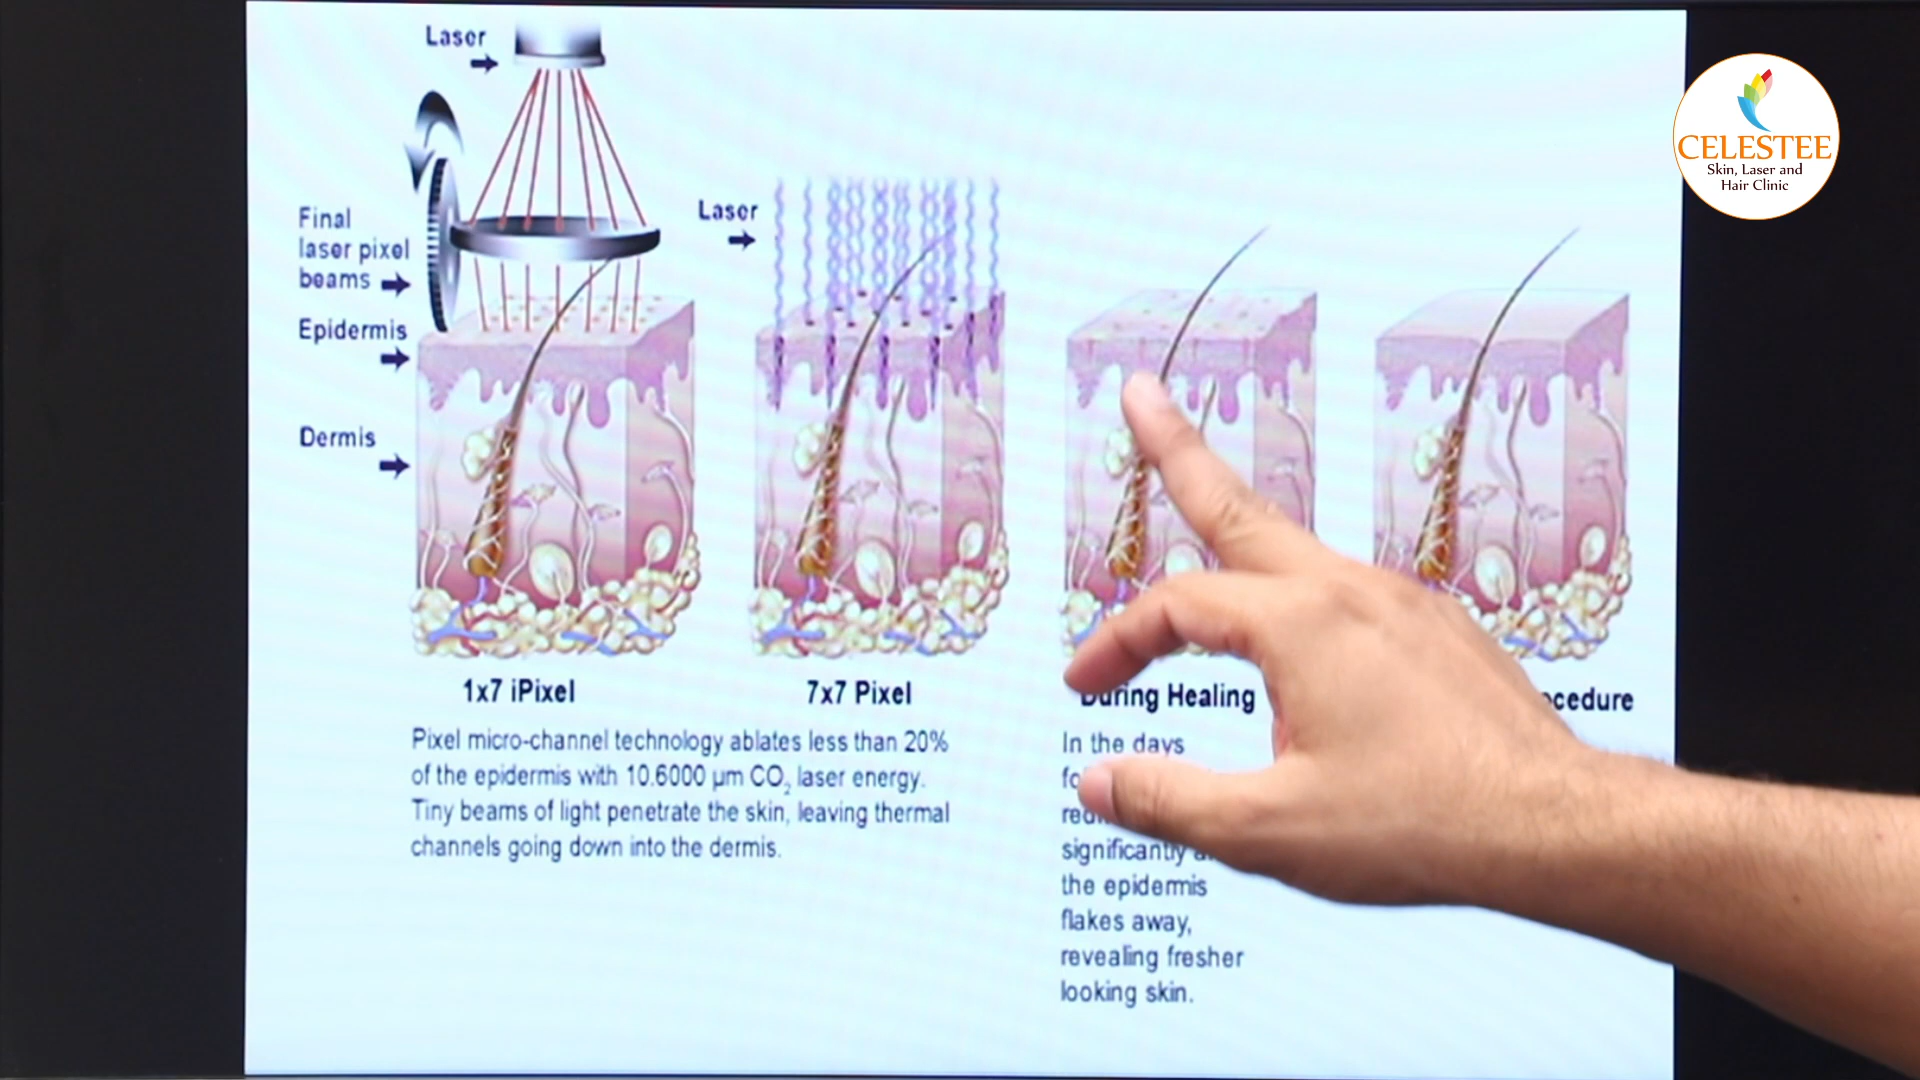 Laser
Final
laser pixel
beams
Epidermis
Dermis
Laser
1x7 iPixel
7x7 Pixel
During Healing
Pixel micro-channel technology ablates less than 20%
of the epidermis with 10.6000 µm CO₂ laser energy.
Tiny beams of light penetrate the skin, leaving thermal
channels going down into the dermis.
In the days
significantly
the epidermis
flakes away,
revealing fresher
looking skin.
CELESTEE
Skin, Laser and
Hair Clinic